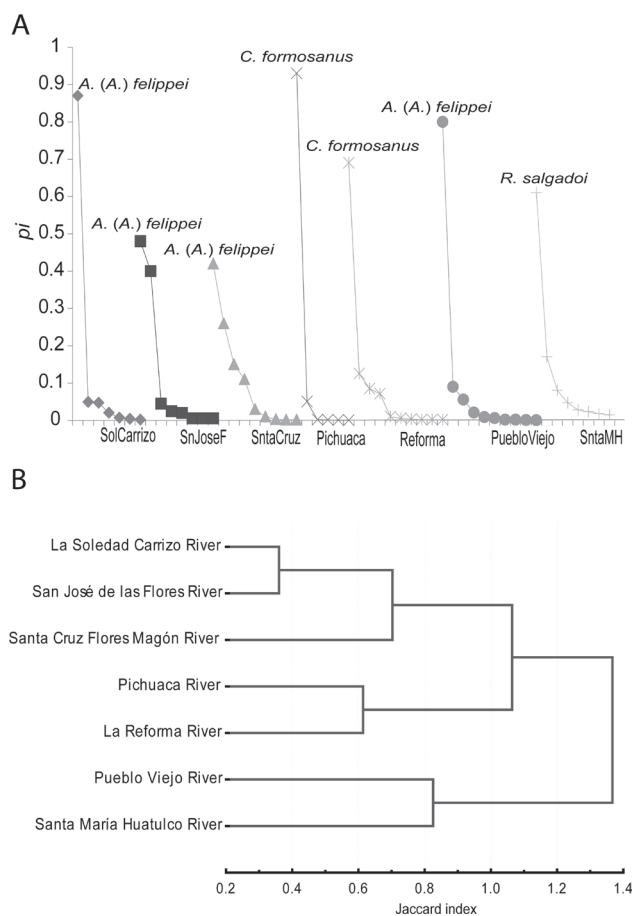 A
1
C. formosanus
0.9
A. (A.) felippei
A. (A.) felippei
0.8
0.7
C. formosanus
R. salgadoi
0.6
pi
0.5
A. (A.) felippei
A. (A.) felippei
0.4
0.3
0.2
0.1
0
SolCarrizo SnJoseF SntaCruz Pichuaca Reforma PuebloViejo SntaMH
B
La Soledad Carrizo River
San José de las Flores River
Santa Cruz Flores Magón River
Pichuaca River
La Reforma River
Pueblo Viejo River
Santa María Huatulco River
0.2 0.4 0.6 0.8 1.0 1.2 1.4
Jaccard index